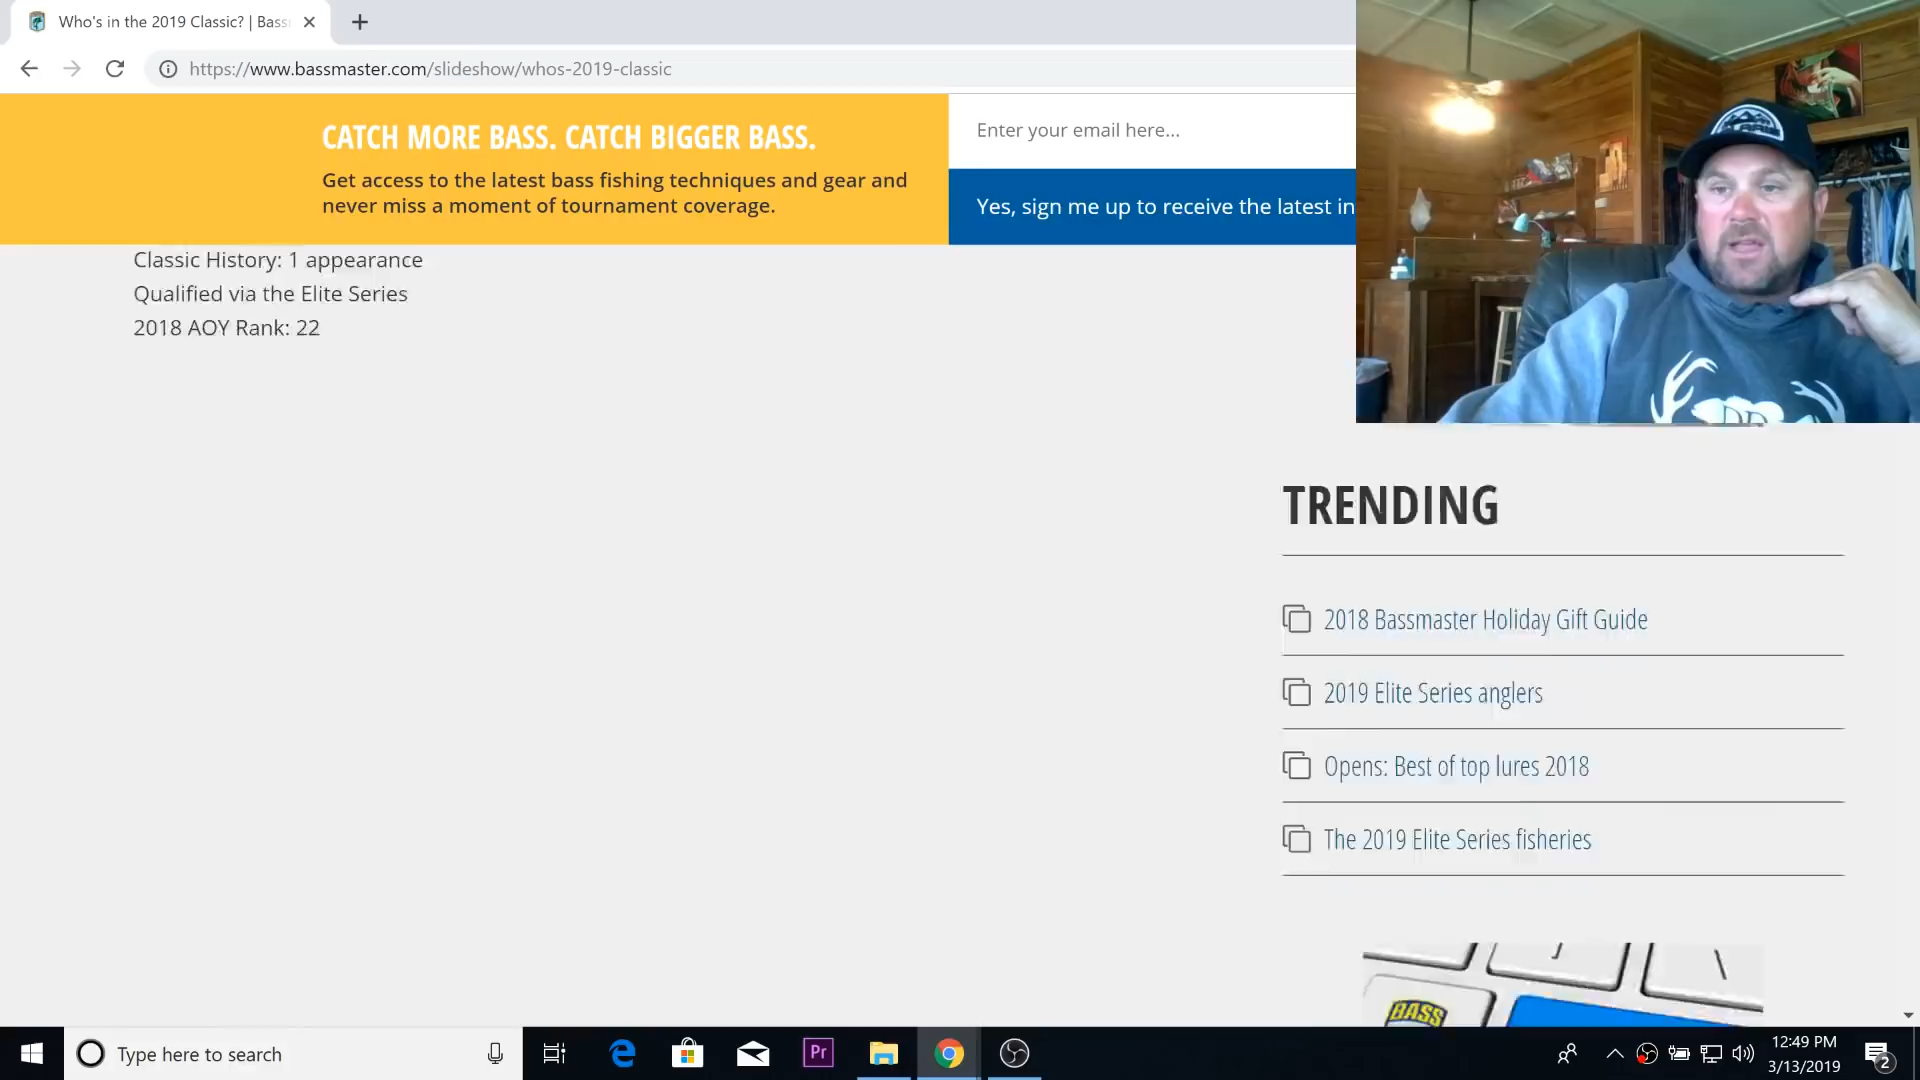 Who's in the 2019 Classic? | Bass
https://www.bassmaster.com/slideshow/whos-2019-classic
CATCH MORE BASS. CATCH BIGGER BASS.
Get access to the latest bass fishing techniques and gear and
never miss a moment of tournament coverage.
Enter your email here...
Yes, sign me up to receive the latest in
Classic History: 1 appearance
Qualified via the Elite Series
2018 AOY Rank: 22
TRENDING
2018 Bassmaster Holiday Gift Guide
2019 Elite Series anglers
Opens: Best of top lures 2018
The 2019 Elite Series fisheries
BASS
Type here to search
Pr
12:49 PM
3/13/2019
2